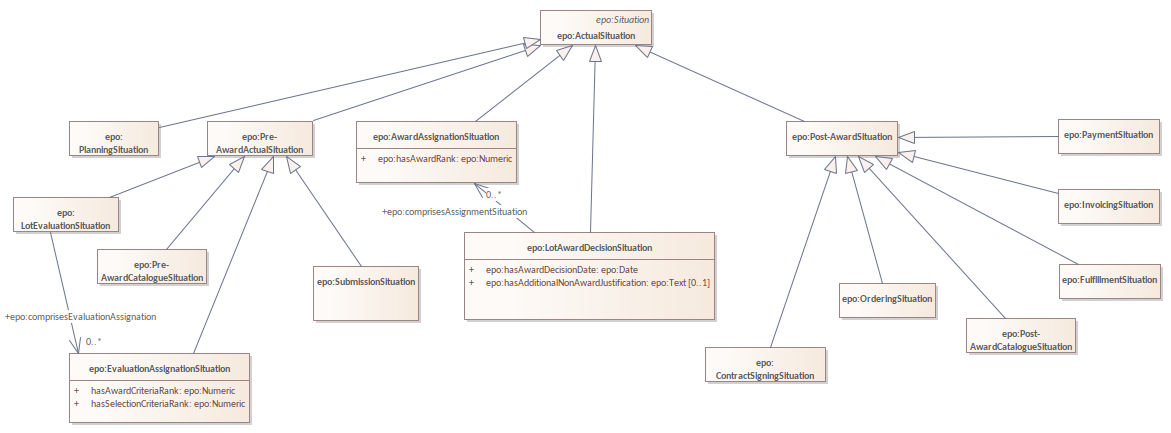 epo:Situation
epo:ActualSituation
epo:
PlanningSituation
epo:Pre-
AwardActualSituation
epo:AwardAssignationSituation
+ epo:hasAwardRank: epo:Numeric
epo:Post-AwardSituation
epo:PaymentSituation
0..*
+epo:comprisesAssignmentSituation
epo:
LotEvaluationSituation
epo:InvoicingSituation
epo:Pre-
AwardCatalogueSituation
epo:SubmissionSituation
epo:LotAwardDecisionSituation
+ epo:hasAwardDecisionDate: epo:Date
+ epo:hasAdditionalNonAwardJustification: epo:Text [0..1]
epo:FulfillmentSituation
epo:OrderingSituation
epo:Post-
AwardCatalogueSituation
+epo:comprisesEvaluationAssignation
0..*
epo:EvaluationAssignationSituation
+ hasAwardCriteriaRank: epo:Numeric
+ hasSelectionCriteriaRank: epo:Numeric
epo:
ContractSigningSituation